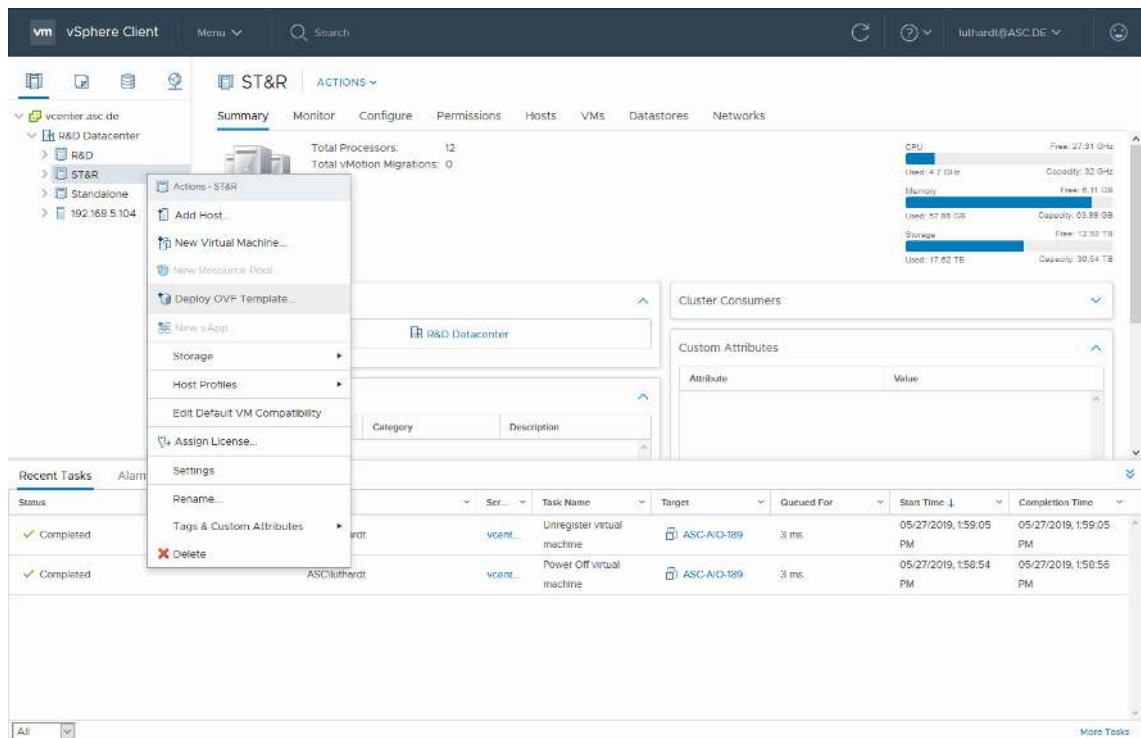 vm vSphere Client Menu Search luthardt@ASC.DE
ST&R ACTIONS
vcenter.asc.de
R&D Datacenter
R&D
ST&R
Standalone
192.168.5.104
Summary Monitor Configure Permissions Hosts VMs Datastores Networks
Total Processors: 12
Total vMotion Migrations: 0
CPU Free: 27.31 GHz
Used: 4.7 GHz Capacity: 32 GHz
Memory Free: 6.11 GB
Used: 57.88 GB Capacity: 63.99 GB
Storage Free: 12.92 TB
Used: 17.62 TB Capacity: 30.54 TB
Actions - ST&R
Add Host...
New Virtual Machine...
New Resource Pool...
Deploy OVF Template...
New vApp...
Storage
Host Profiles
Edit Default VM Compatibility
Assign License...
Settings
Rename...
Tags & Custom Attributes
Delete
R&D Datacenter
Category Description
Cluster Consumers
Custom Attributes
Attribute Value
Recent Tasks Alarm
Status Ser... Task Name Target Queued For Start Time Completion Time
Completed vcent... Unregister virtual machine ASC-AIO-189 3 ms 05/27/2019, 1:59:05 PM 05/27/2019, 1:59:05 PM
Completed ASC\luthardt vcent... Power Off virtual machine ASC-AIO-189 3 ms 05/27/2019, 1:58:54 PM 05/27/2019, 1:58:56 PM
All More Tasks